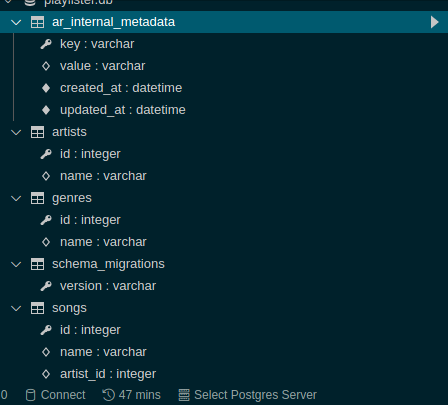 playlister.db
ar_internal_metadata
key : varchar
value : varchar
created_at : datetime
updated_at : datetime
artists
id : integer
name : varchar
genres
id : integer
name : varchar
schema_migrations
version : varchar
songs
id : integer
name : varchar
artist_id : integer
0 Connect 47 mins Select Postgres Server